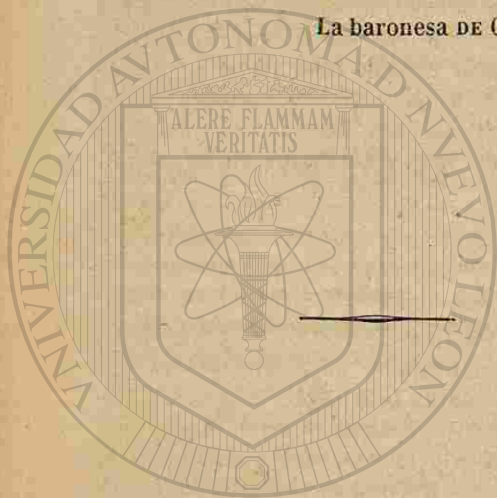 La baronesa DE
UNIVERSIDAD AUTONOMA DE NUEVO LEON
ALERE FLAMMAM
VERITATIS